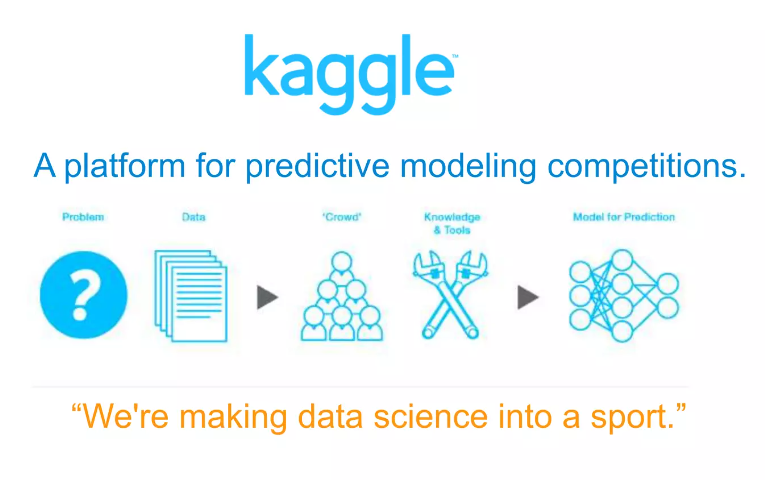 kaggle™
A platform for predictive modeling competitions.
Problem
Data
'Crowd'
Knowledge
& Tools
Model for Prediction
?
“We're making data science into a sport.”